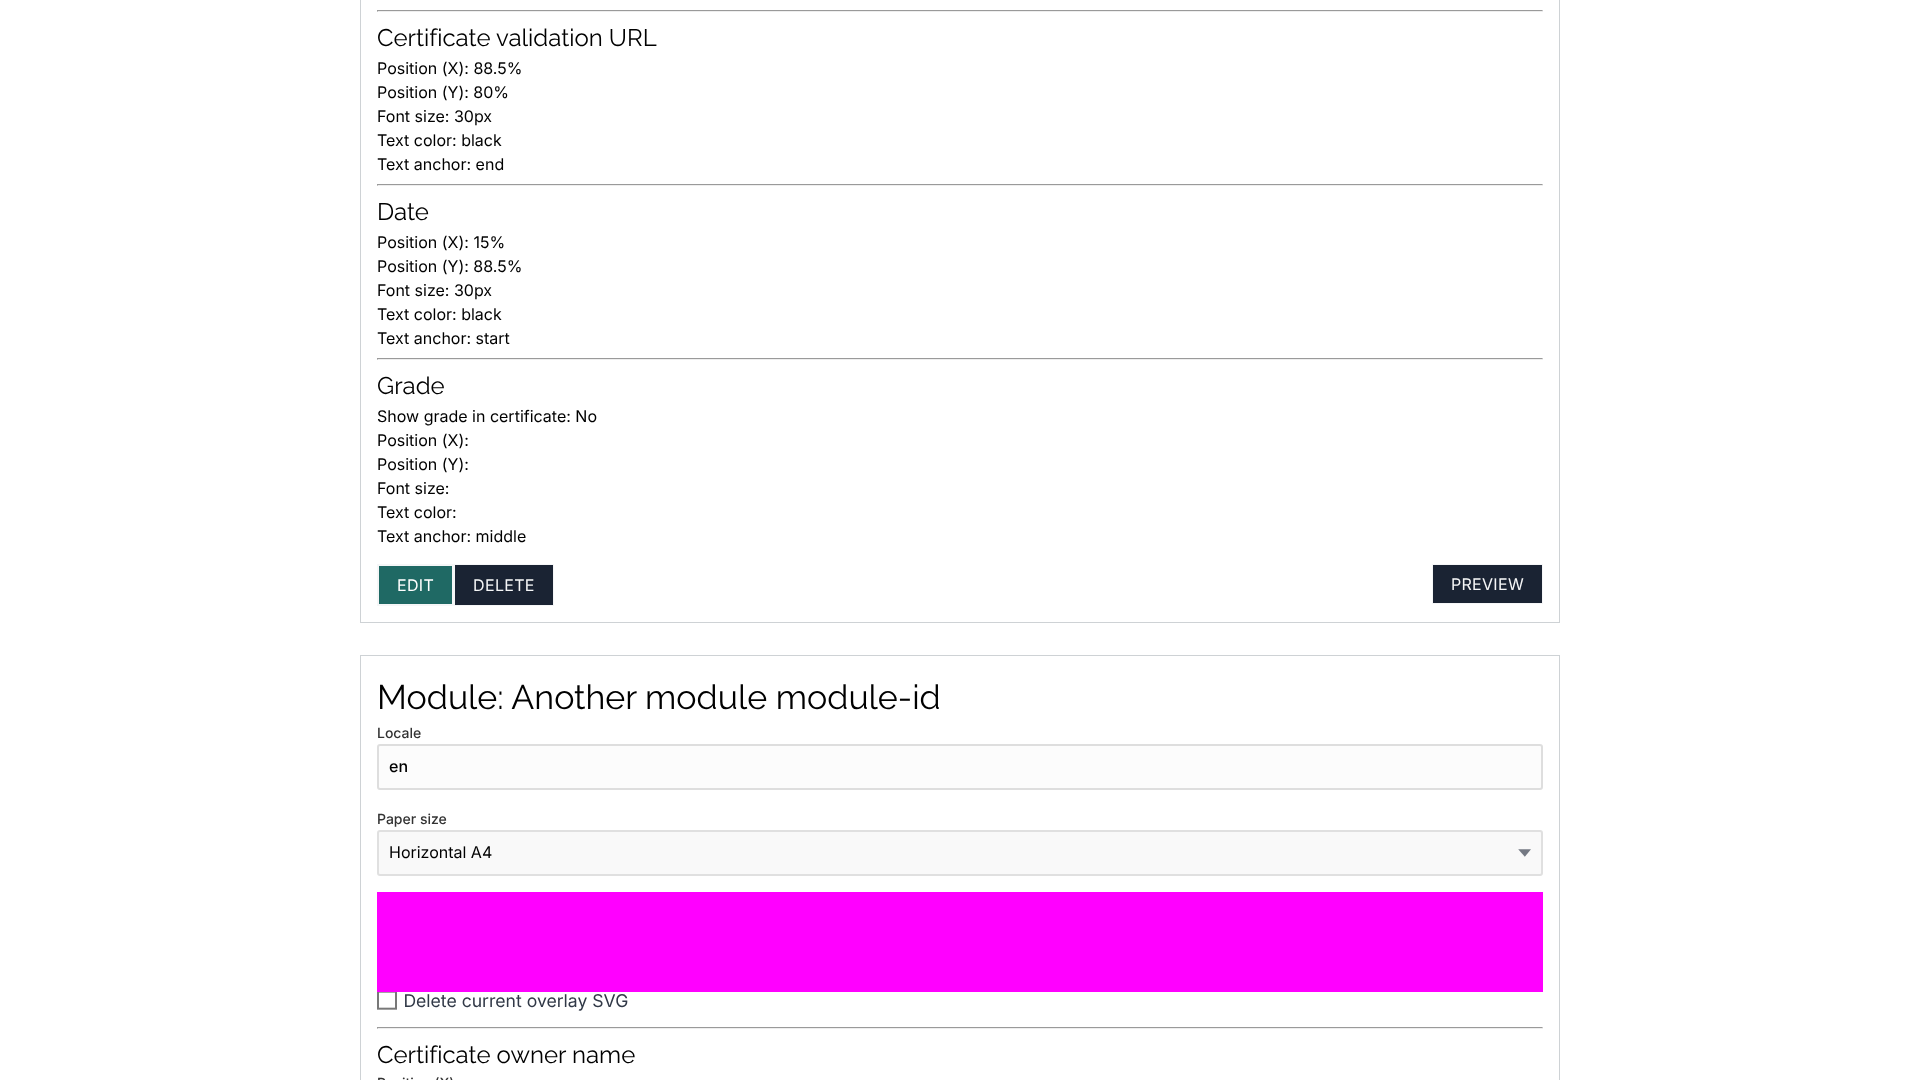 Certificate validation URL
Position (X): 88.5%
Position (Y): 80%
Font size: 30px
Text color: black
Text anchor: end
Date
Position (X): 15%
Position (Y): 88.5%
Font size: 30px
Text color: black
Text anchor: start
Grade
Show grade in certificate: No
Position (X):
Position (Y):
Font size:
Text color:
Text anchor: middle
EDIT DELETE PREVIEW
Module: Another module module-id
Locale
en
Paper size
Horizontal A4
Delete current overlay SVG
Certificate owner name